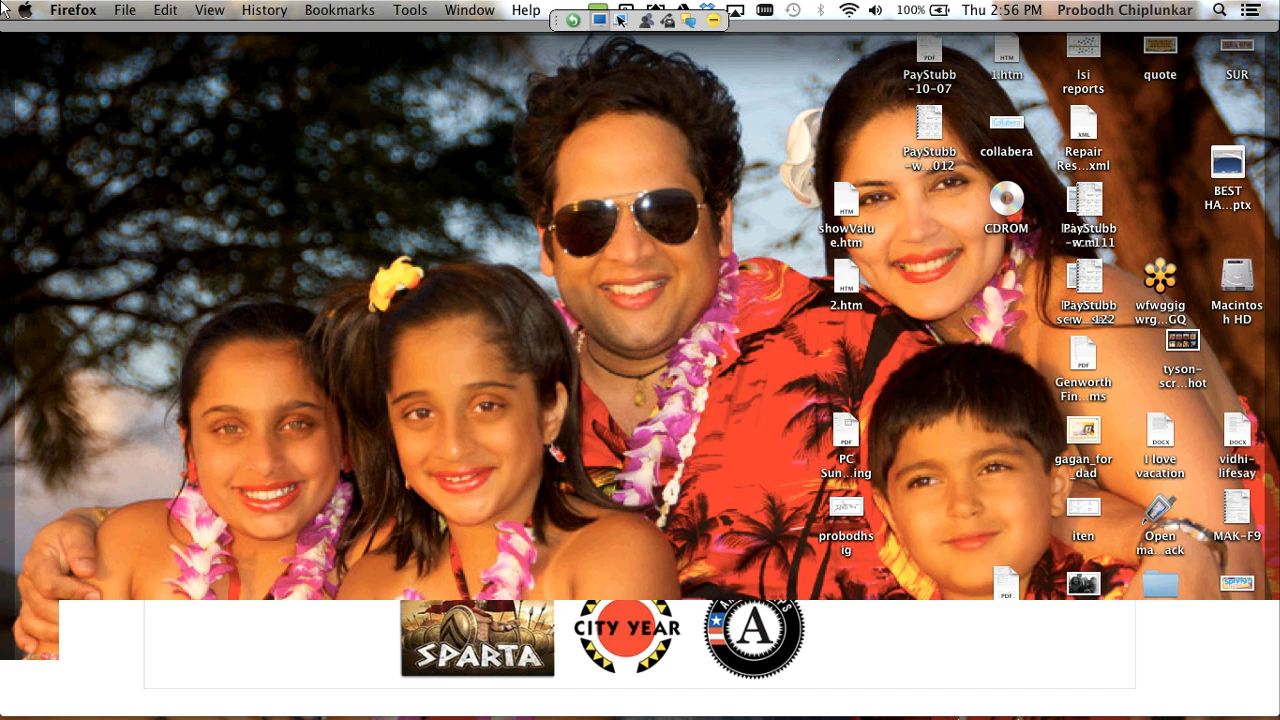 Firefox File Edit View History Bookmarks Tools Window Help 100% Thu 2:56 PM Probodh Chiplunkar
PayStubb
-10-07
1.htm
lsi
reports
quote
SUR
PayStubb
-w...012
collabera
Repair
Res...xml
BEST
HA...ptx
showValu
e.htm
CDROM
PayStubb
2.htm
PayStubb
wfwggig
wrg...GQ
Macintos
h HD
Genworth
Fin...ms
tyson-
scr...hot
PC
Sun...ing
gagan_for
_dad
I love
vacation
vidhi-
lifesay
probodhs
ig
iten
Open
ma...ack
MAK-F9
SPARTA
CITY YEAR
A